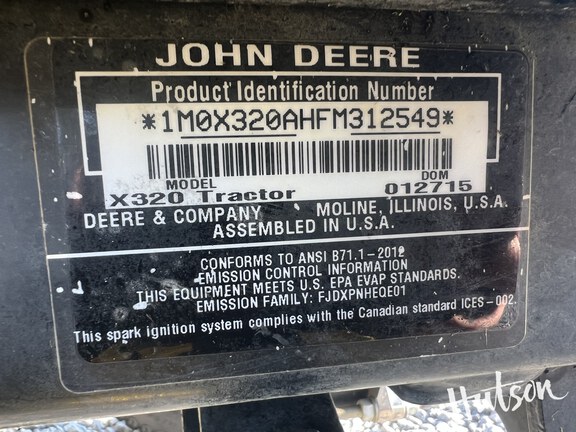 JOHN DEERE
Product Identification Number
*1M0X320AHFM312549*
MODEL DOM
X320 Tractor 012715
DEERE & COMPANY MOLINE, ILLINOIS, U.S.A.
ASSEMBLED IN U.S.A.
CONFORMS TO ANSI B71.1-2012
EMISSION CONTROL INFORMATION
THIS EQUIPMENT MEETS U.S. EPA EVAP STANDARDS.
EMISSION FAMILY: FJDXPNHEQE01
This spark ignition system complies with the Canadian standard ICES-002.
Hutson